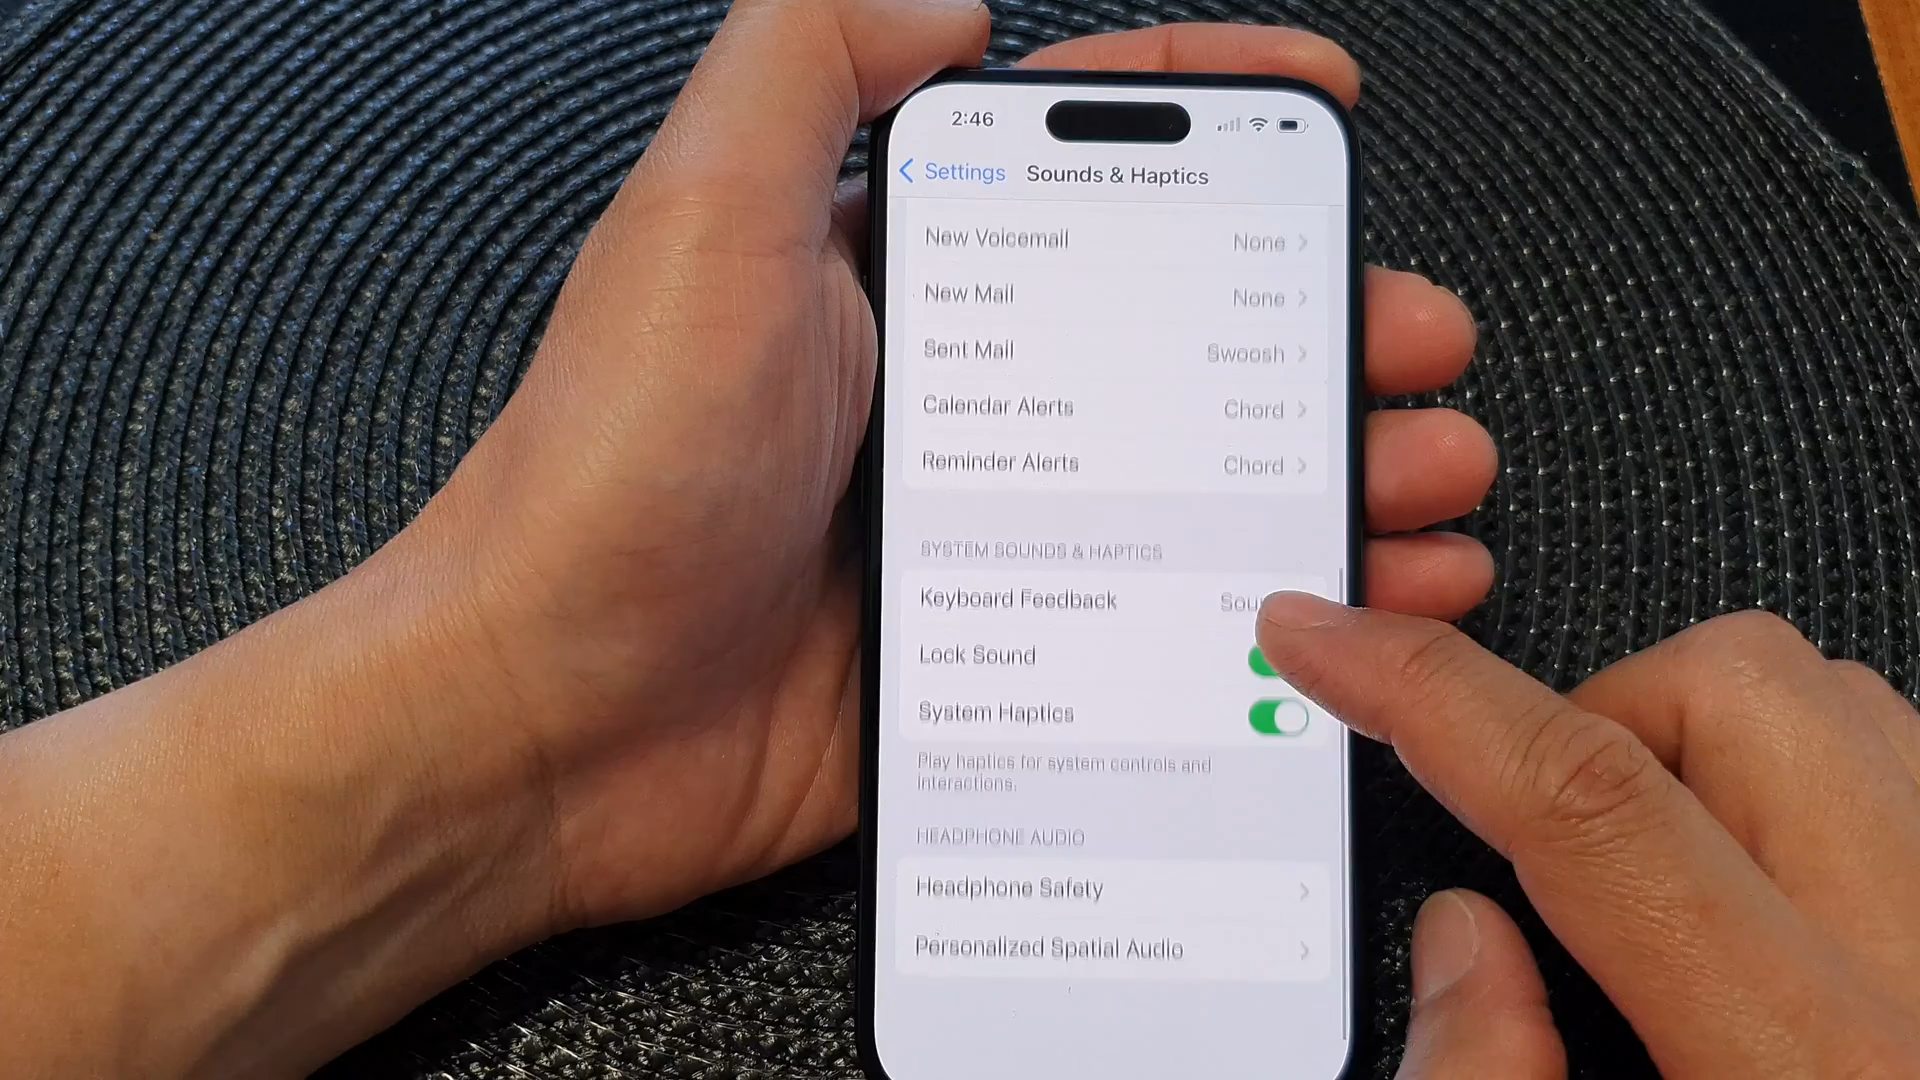 2:46
Settings Sounds & Haptics
New Voicemail None
New Mail None
Sent Mail Swoosh
Calendar Alerts Chord
Reminder Alerts Chord
SYSTEM SOUNDS & HAPTICS
Keyboard Feedback
Lock Sound
System Haptics
Play haptics for system controls and
interactions.
HEADPHONE AUDIO
Headphone Safety
Personalized Spatial Audio